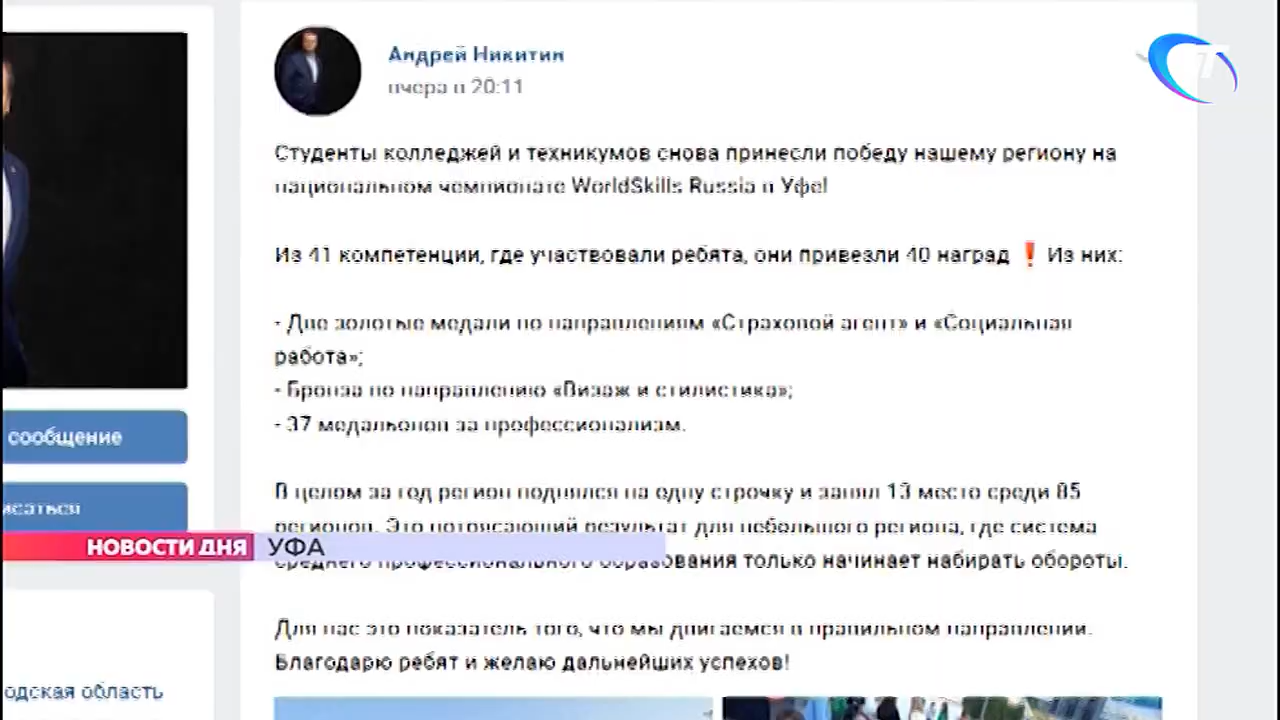 Андрей Никитин
вчера в 20:11
Студенты колледжей и техникумов снова принесли победу нашему региону на
национальном чемпионате WorldSkills Russia в Уфе!
Из 41 компетенции, где участвовали ребята, они привезли 40 наград ❗ Из них:
- Две золотые медали по направлениям «Страховой агент» и «Социальная
работа»;
- Бронза по направлению «Визаж и стилистика»;
- 37 медальонов за профессионализм.
В целом за год регион поднялся на одну строчку и занял 13 место среди 85
регионов. Это потрясающий результат для небольшого региона, где система
среднего профессионального образования только начинает набирать обороты.
Для нас это показатель того, что мы двигаемся в правильном направлении.
Благодарю ребят и желаю дальнейших успехов!
сообщение
исаться
НОВОСТИ ДНЯ УФА
одская область